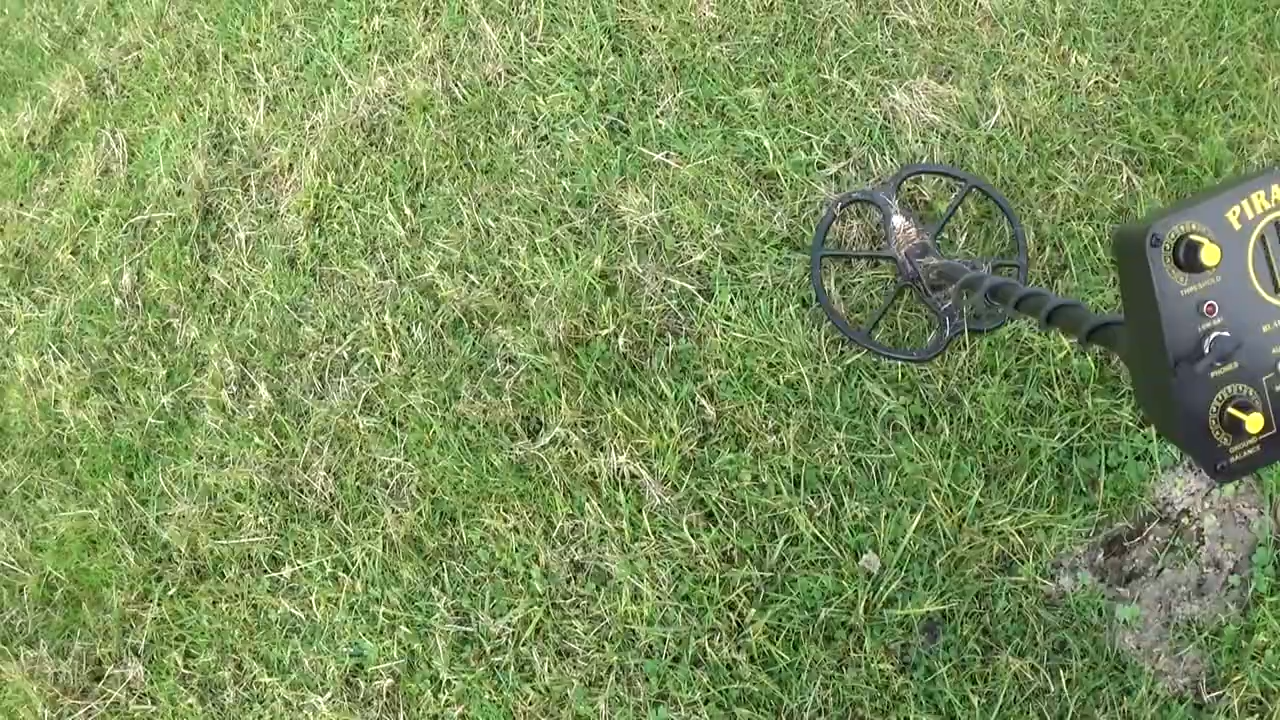 PIRA
THRESHOLD
LOW BAT
PHONES
GROUND
BALANCE